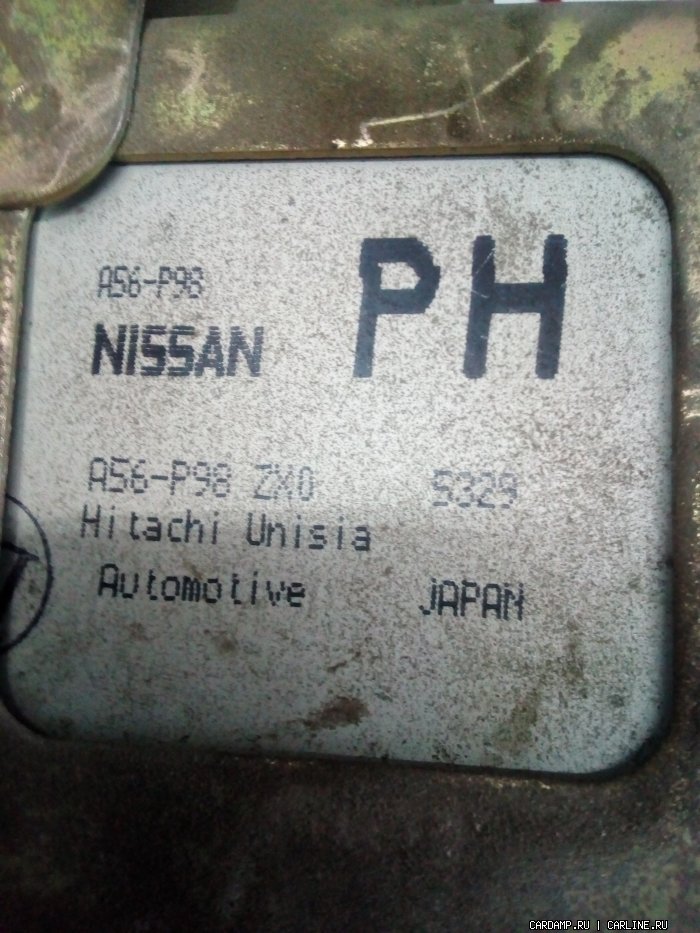 A56-P98
NISSAN PH
A56-P98 ZX0 5329
Hitachi Unisia
Automotive JAPAN
CARDAMP.RU | CARLINE.RU